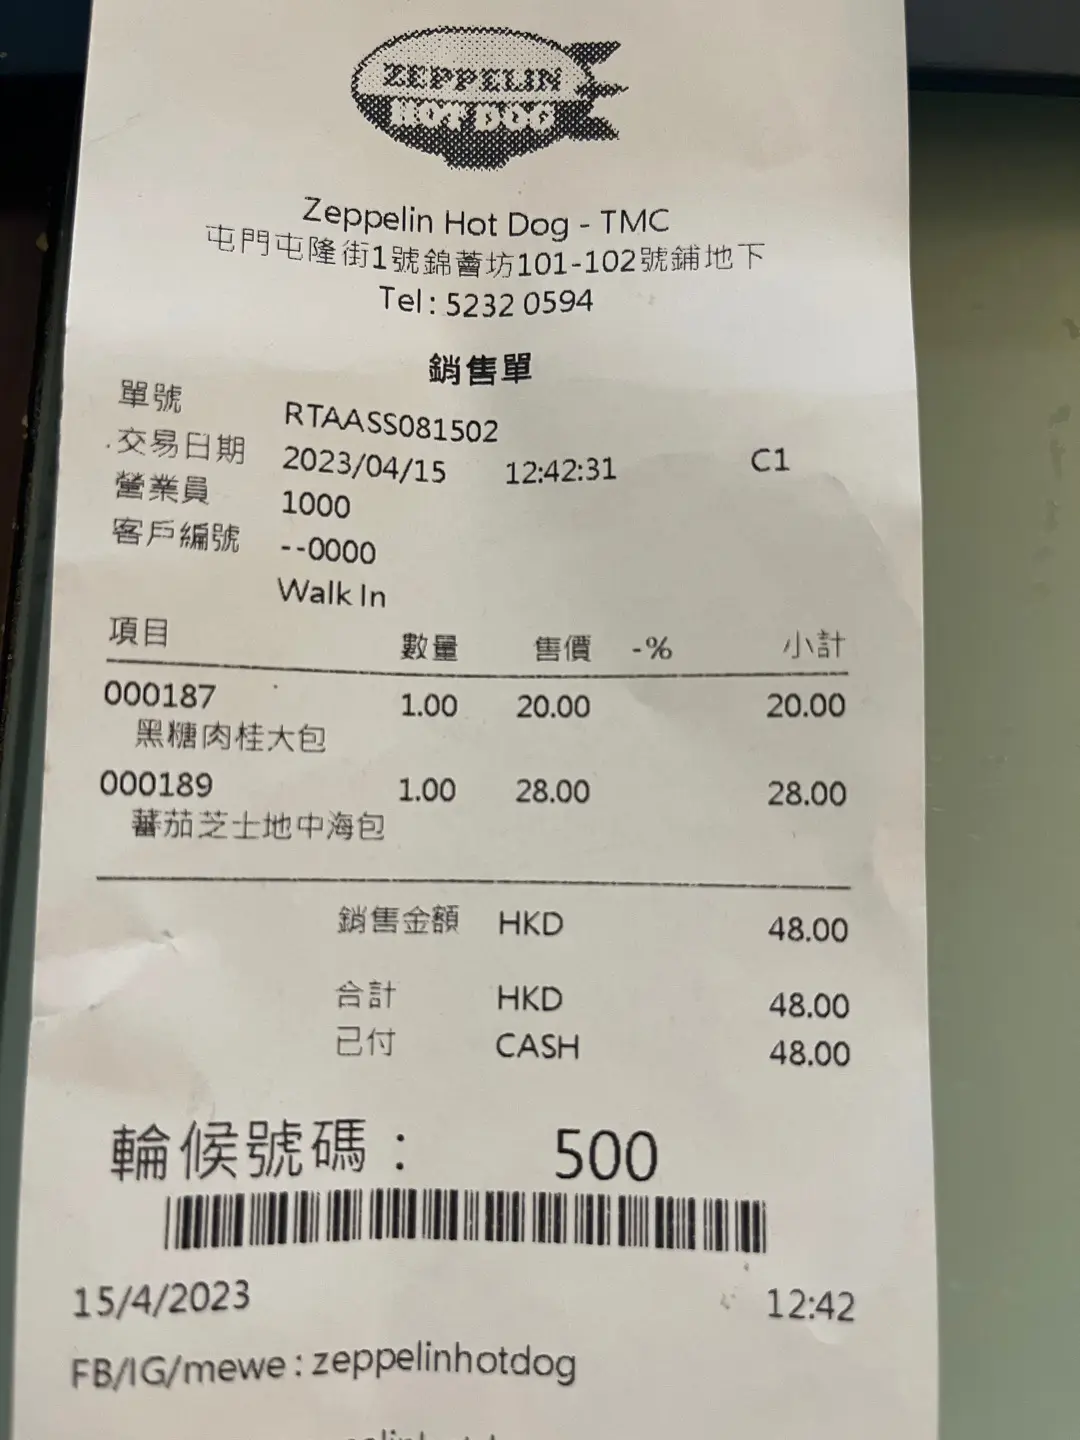 ZEPPELIN
HOT DOG
Zeppelin Hot Dog - TMC
屯門屯隆街1號錦薈坊101-102號鋪地下
Tel: 5232 0594
銷售單
單號 RTAASS081502
交易日期 2023/04/15 12:42:31 C1
營業員 1000
客戶編號 --0000
Walk In
項目 數量 售價 -% 小計
000187 1.00 20.00 20.00
黑糖肉桂大包
000189 1.00 28.00 28.00
蕃茄芝士地中海包
銷售金額 HKD 48.00
合計 HKD 48.00
已付 CASH 48.00
輪候號碼： 500
15/4/2023 12:42
FB/IG/mewe: zeppelinhotdog